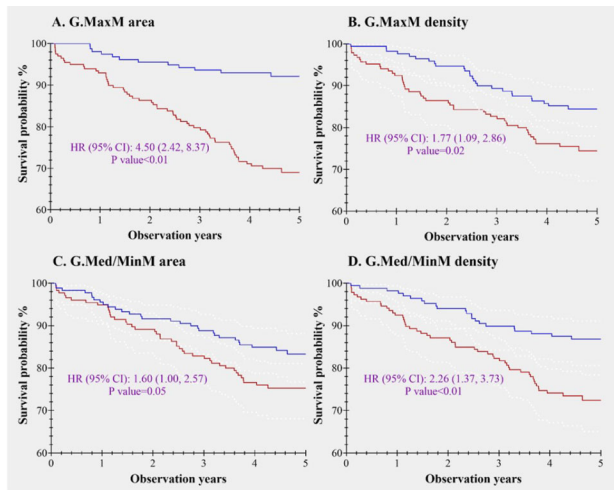 A. G.MaxM area
Survival probability %
100
90
80
70
60
HR (95% CI): 4.50 (2.42, 8.37)
P value<0.01
0 1 2 3 4 5
Observation years
B. G.MaxM density
Survival probability %
100
90
80
70
60
HR (95% CI): 1.77 (1.09, 2.86)
P value=0.02
0 1 2 3 4 5
Observation years
C. G.Med/MinM area
Survival probability %
100
90
80
70
60
HR (95% CI): 1.60 (1.00, 2.57)
P value=0.05
0 1 2 3 4 5
Observation years
D. G.Med/MinM density
Survival probability %
100
90
80
70
60
HR (95% CI): 2.26 (1.37, 3.73)
P value<0.01
0 1 2 3 4 5
Observation years